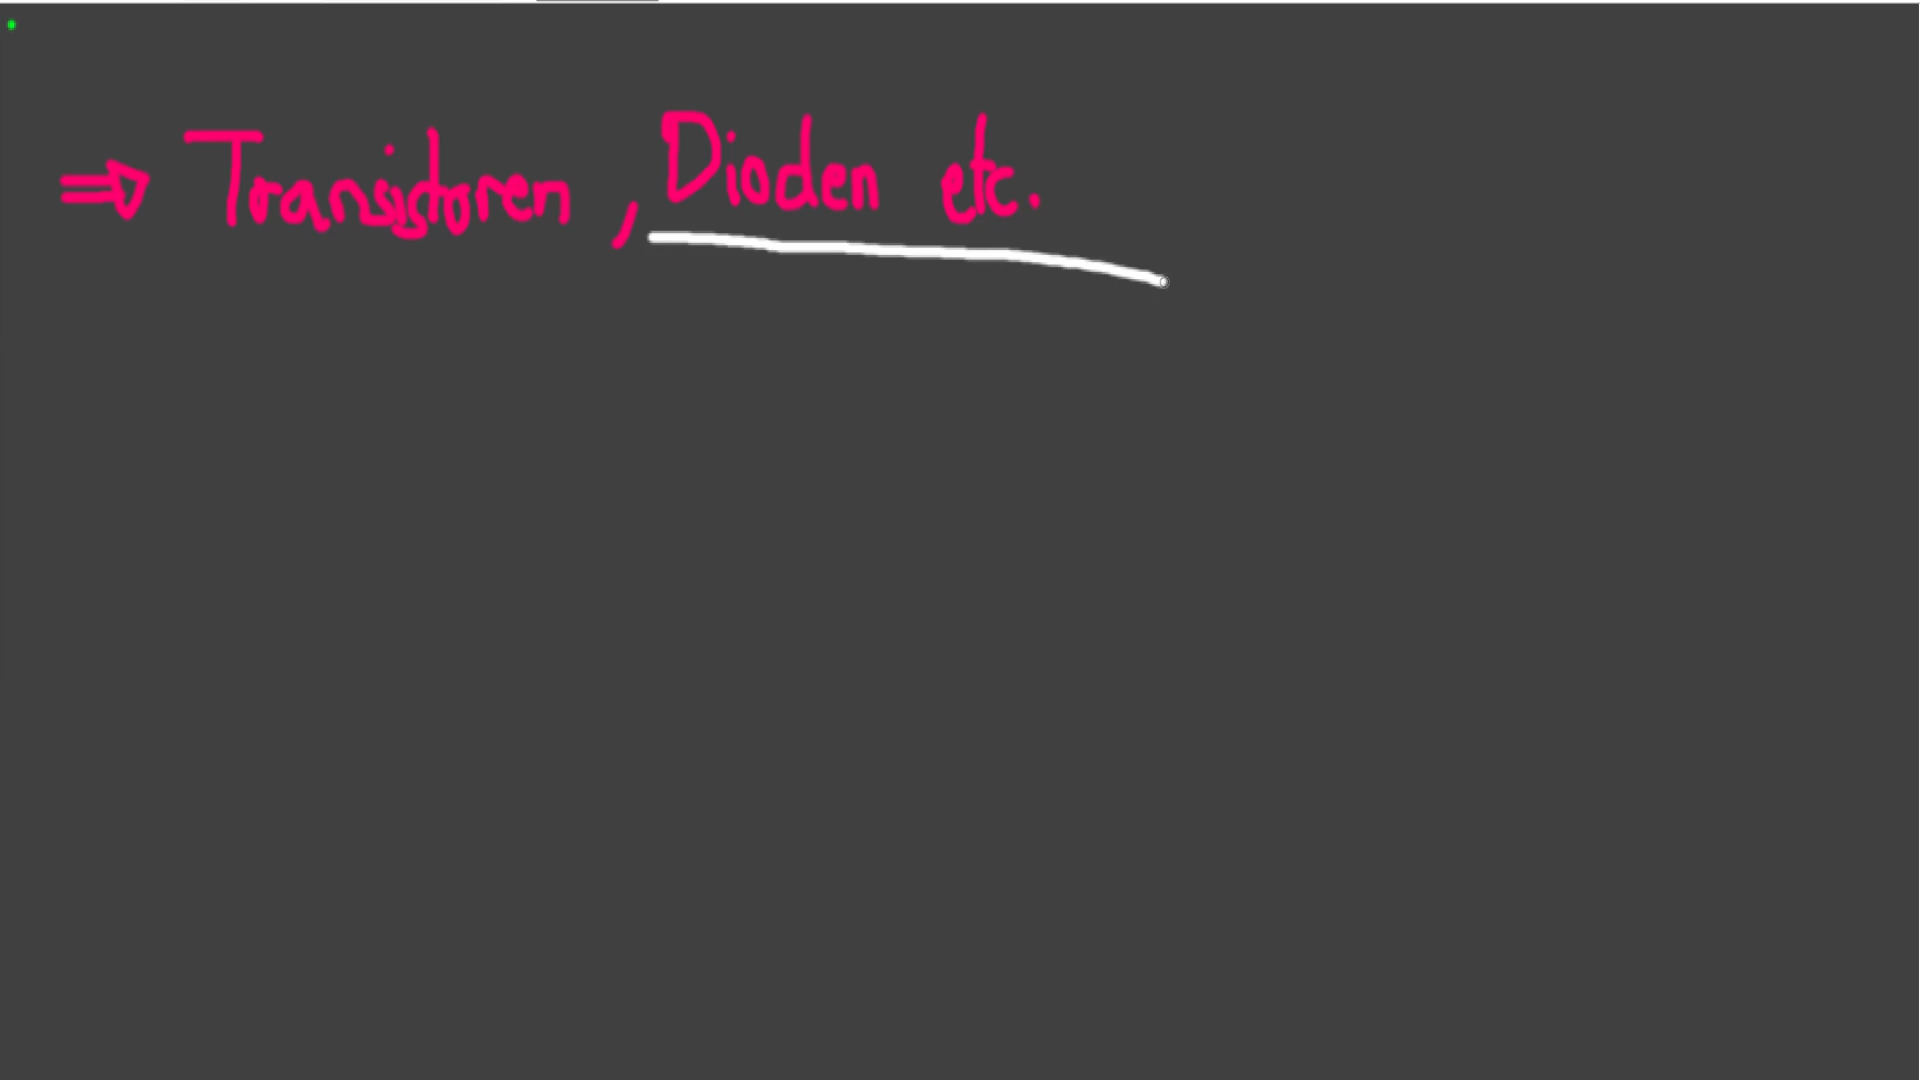 ⇒ Transistoren, Dioden etc.